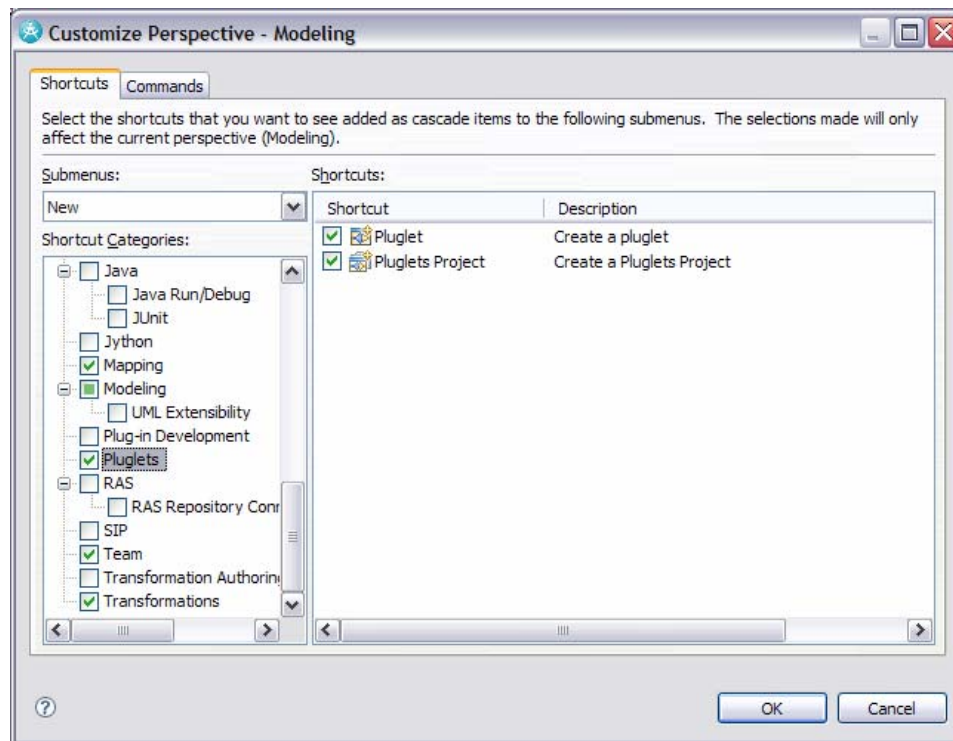 Customize Perspective - Modeling
Shortcuts
Commands
Select the shortcuts that you want to see added as cascade items to the following submenus. The selections made will only
affect the current perspective (Modeling).
Submenus:
New
Shortcut Categories:
Java
Java Run/Debug
JUnit
Jython
Mapping
Modeling
UML Extensibility
Plug-in Development
Pluglets
RAS
RAS Repository Conn
SIP
Team
Transformation Authoring
Transformations
Shortcuts:
Shortcut Description
Pluglet Create a pluglet
Pluglets Project Create a Pluglets Project
?
OK
Cancel